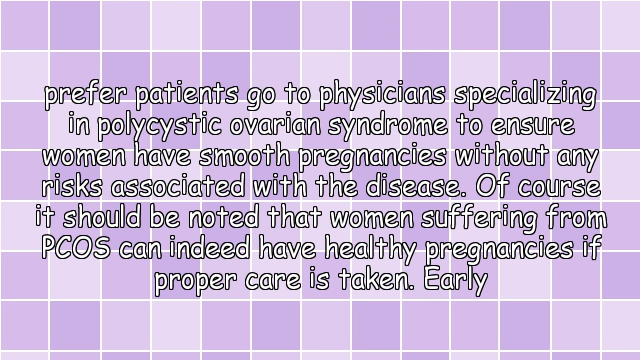 prefer patients go to physicians specializing
in polycystic ovarian syndrome to ensure
women have smooth pregnancies without any
risks associated with the disease. Of course
it should be noted that women suffering from
PCOS can indeed have healthy pregnancies if
proper care is taken. Early